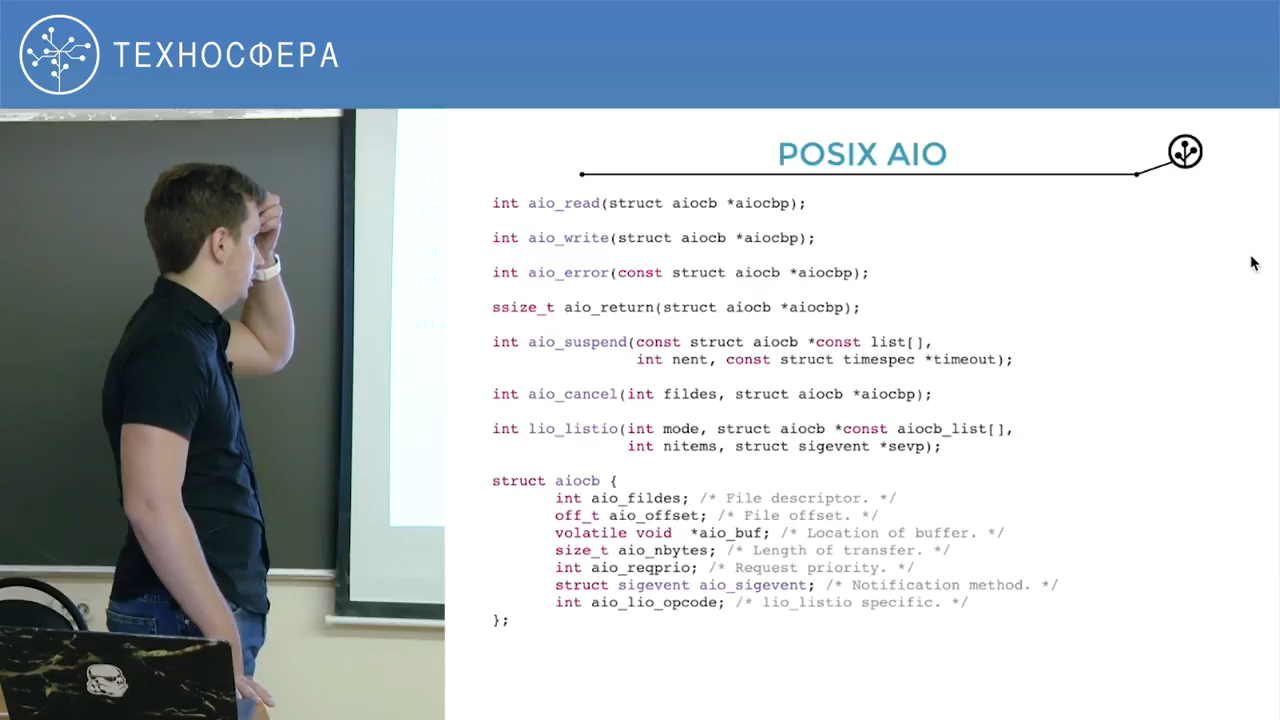 ТЕХНОСФЕРА
POSIX AIO
int aio_read(struct aiocb *aiocbp);
int aio_write(struct aiocb *aiocbp);
int aio_error(const struct aiocb *aiocbp);
ssize_t aio_return(struct aiocb *aiocbp);
int aio_suspend(const struct aiocb *const list[],
int nent, const struct timespec *timeout);
int aio_cancel(int fildes, struct aiocb *aiocbp);
int lio_listio(int mode, struct aiocb *const aiocb_list[],
int nitems, struct sigevent *sevp);
struct aiocb {
int aio_fildes; /* File descriptor. */
off_t aio_offset; /* File offset. */
volatile void  *aio_buf; /* Location of buffer. */
size_t aio_nbytes; /* Length of transfer. */
int aio_reqprio; /* Request priority. */
struct sigevent aio_sigevent; /* Notification method. */
int aio_lio_opcode; /* lio_listio specific. */
};